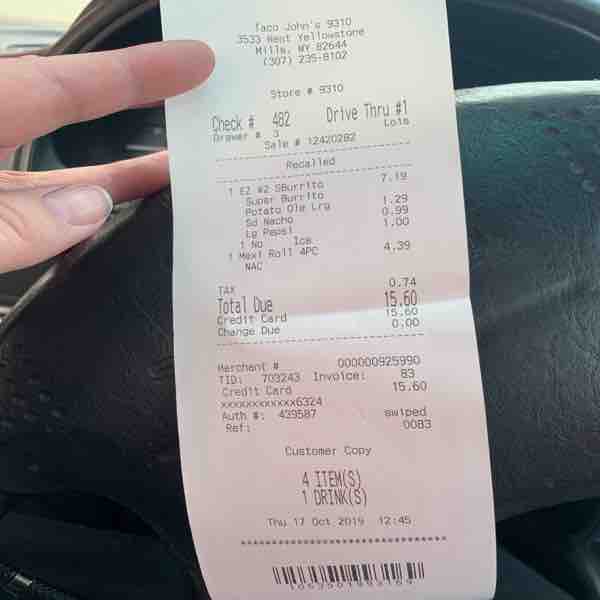 Taco John's 9310
3533 West Yellowstone
Mills, WY 82644
(307) 235-8102
Store # 9310
Check # 482 Drive Thru #1
Drawer # 3 Lois
Sale # 12420282
Recalled
1 EZ #2 SBurrito 7.19
Super Burrito
Potato Ole Lrg 1.29
Sd Nacho 0.99
Lg Pepsi 1.00
1 No Ice
1 Mexi Roll 4PC 4.39
NAC
TAX 0.74
Total Due 15.60
Credit Card 15.60
Change Due 0.00
Merchant # 000000925990
TID: 703243 Invoice: 83
Credit Card 15.60
xxxxxxxxxxxx6324
Auth #: 439587 swiped
Ref: 0083
Customer Copy
4 ITEM(S)
1 DRINK(S)
Thu 17 Oct 2019 12:45